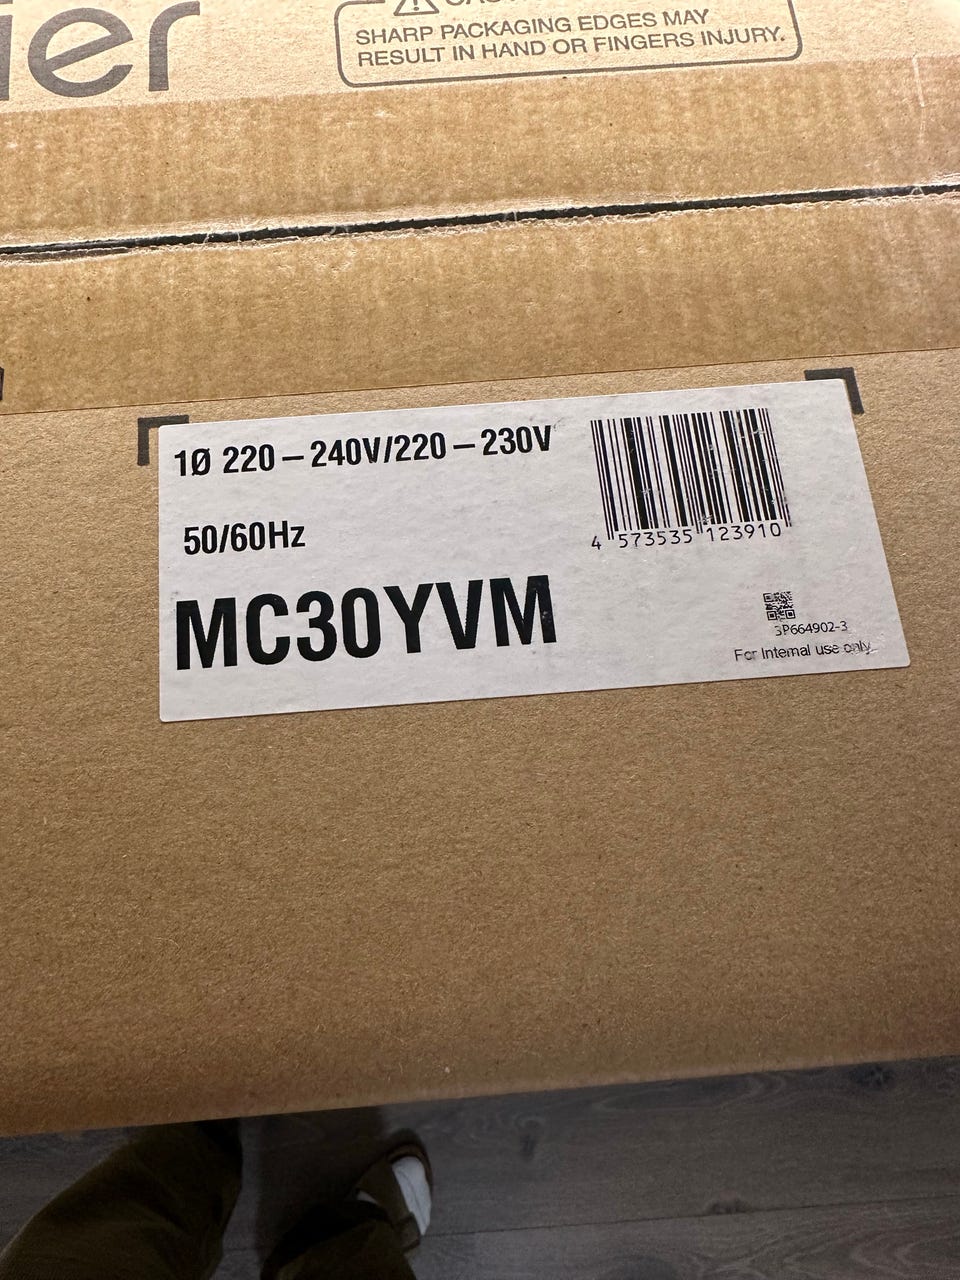 SHARP PACKAGING EDGES MAY
RESULT IN HAND OR FINGERS INJURY.
1Ø 220 – 240V/220 – 230V
50/60Hz
MC30YVM
4 573535 123910
3P664902-3
For Internal use only